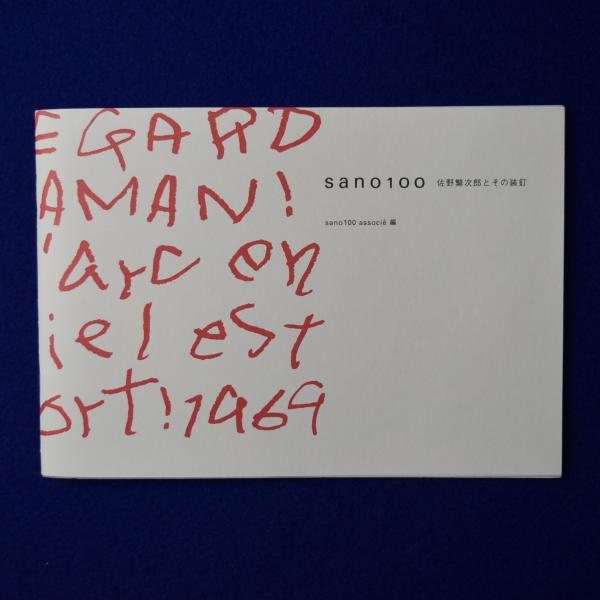 EGARD
AMAN!
'arc en
iel est
ort! 1969
sano100 佐野繁次郎とその装釘
sano100 associé 編